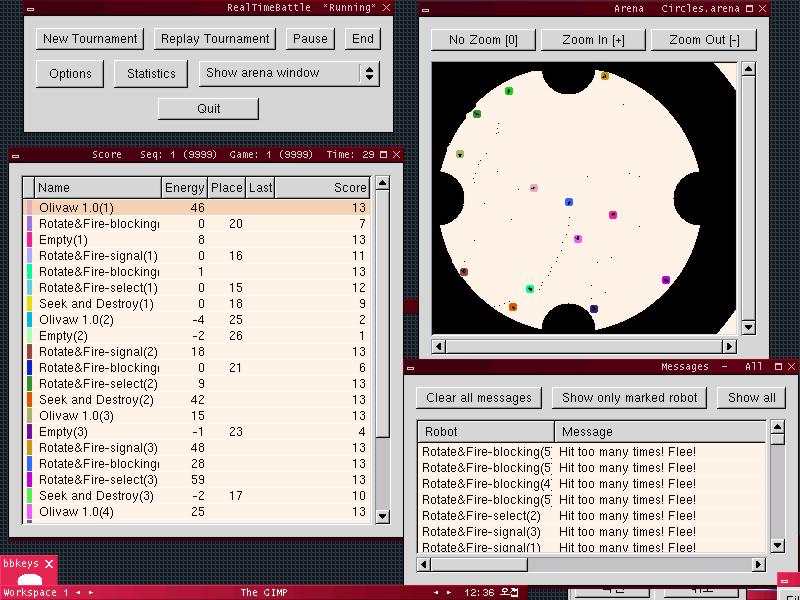 RealTimeBattle *Running*
New Tournament Replay Tournament Pause End
Options Statistics Show arena window
Quit
Score Seq: 1 (9999) Game: 1 (9999) Time: 29
Name Energy Place Last Score
Olivaw 1.0(1) 46 13
Rotate&Fire-blocking( 0 20 7
Empty(1) 8 13
Rotate&Fire-signal(1) 0 16 11
Rotate&Fire-blocking( 1 13
Rotate&Fire-select(1) 0 15 12
Seek and Destroy(1) 0 18 9
Olivaw 1.0(2) -4 25 2
Empty(2) -2 26 1
Rotate&Fire-signal(2) 18 13
Rotate&Fire-blocking( 0 21 6
Rotate&Fire-select(2) 9 13
Seek and Destroy(2) 42 13
Olivaw 1.0(3) 15 13
Empty(3) -1 23 4
Rotate&Fire-signal(3) 48 13
Rotate&Fire-blocking( 28 13
Rotate&Fire-select(3) 59 13
Seek and Destroy(3) -2 17 10
Olivaw 1.0(4) 25 13
Arena Circles.arena
No Zoom [0] Zoom In [+] Zoom Out [-]
Messages - All
Clear all messages Show only marked robot Show all
Robot Message
Rotate&Fire-blocking(5) Hit too many times! Flee!
Rotate&Fire-blocking(5) Hit too many times! Flee!
Rotate&Fire-blocking(4) Hit too many times! Flee!
Rotate&Fire-blocking(5) Hit too many times! Flee!
Rotate&Fire-select(2) Hit too many times! Flee!
Rotate&Fire-signal(3) Hit too many times! Flee!
Rotate&Fire-signal(1) Hit too many times! Flee!
bbkeys
Workspace 1 The GIMP 12:36 오전